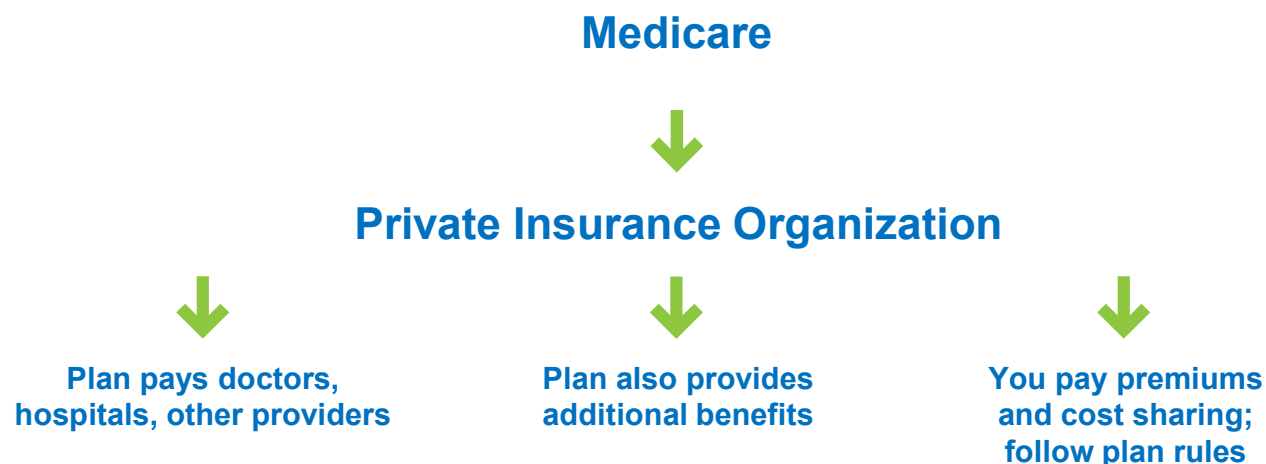 Medicare
Private Insurance Organization
Plan pays doctors,
hospitals, other providers
Plan also provides
additional benefits
You pay premiums
and cost sharing;
follow plan rules